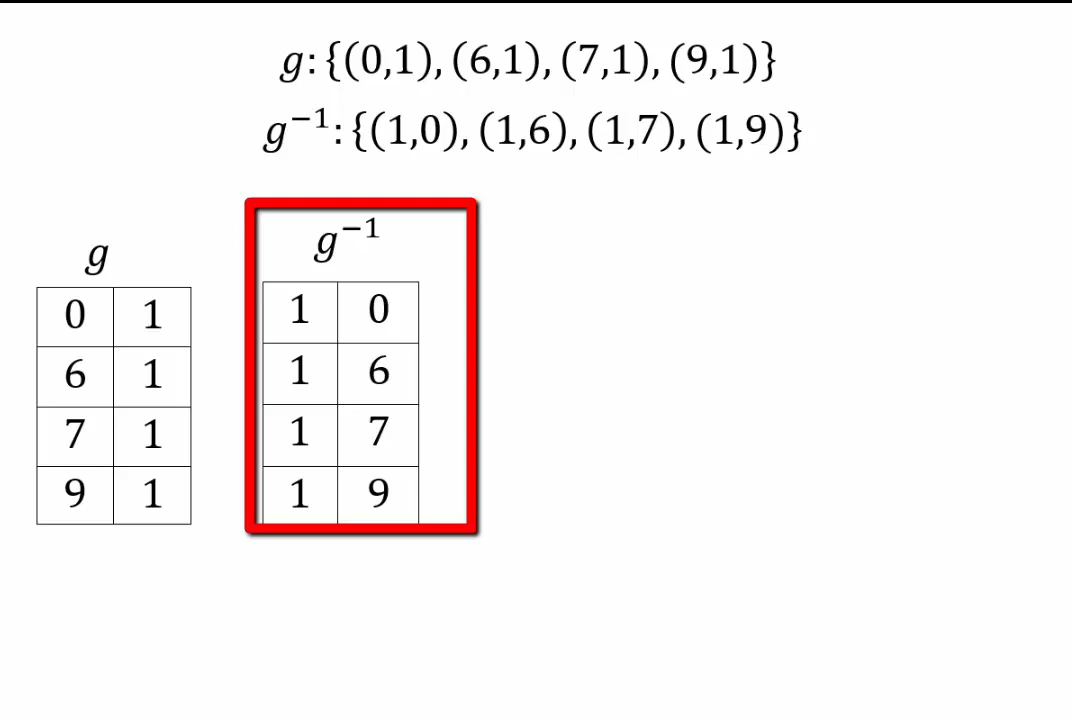 g: {(0,1), (6,1), (7,1), (9,1)}
g⁻¹: {(1,0), (1,6), (1,7), (1,9)}
g
0 1
6 1
7 1
9 1
g⁻¹
1 0
1 6
1 7
1 9